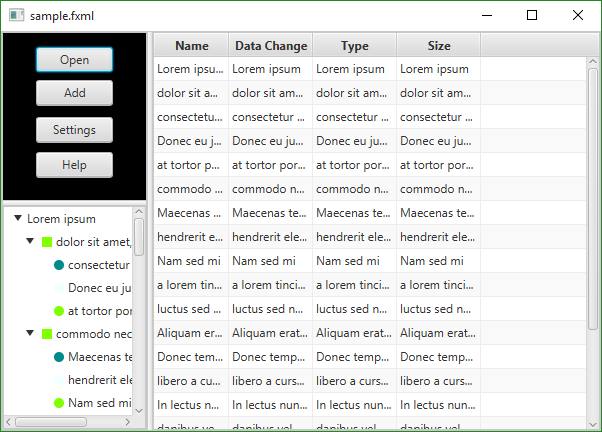 sample.fxml
Open
Add
Settings
Help
Lorem ipsum
dolor sit amet,
consectetur
Donec eu ju
at tortor por
commodo nec
Maecenas te
hendrerit ele
Nam sed mi
Name Data Change Type Size
Lorem ipsu... Lorem ipsum Lorem ipsum Lorem ipsum
dolor sit a... dolor sit am... dolor sit am... dolor sit am...
consectetu... consectetur ... consectetur ... consectetur ...
Donec eu j... Donec eu ju... Donec eu ju... Donec eu ju...
at tortor p... at tortor por... at tortor por... at tortor por...
commodo ... commodo n... commodo n... commodo n...
Maecenas ... Maecenas te... Maecenas te... Maecenas te...
hendrerit e... hendrerit ele... hendrerit ele... hendrerit ele...
Nam sed mi Nam sed mi Nam sed mi Nam sed mi
a lorem tin... a lorem tinci... a lorem tinci... a lorem tinci...
luctus sed ... luctus sed n... luctus sed n... luctus sed n...
Aliquam er... Aliquam erat... Aliquam erat... Aliquam erat...
Donec tem... Donec temp... Donec temp... Donec temp...
libero a cu... libero a curs... libero a curs... libero a curs...
In lectus n... In lectus nun... In lectus nun... In lectus nun...